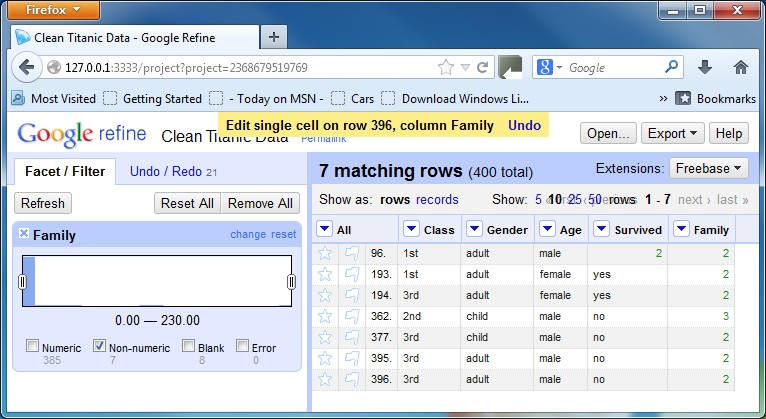 Firefox
Clean Titanic Data - Google Refine
127.0.0.1:3333/project?project=2368679519769
Google
Most Visited Getting Started - Today on MSN - Cars Download Windows Li... » Bookmarks
Edit single cell on row 396, column Family Undo
Google refine Clean Titanic Data Permalink Open... Export Help
Facet / Filter Undo / Redo 21
7 matching rows (400 total) Extensions: Freebase
Refresh Reset All Remove All
Show as: rows records Show: 5 10 25 50 rows 1 - 7 next › last »
Family change reset
All Class Gender Age Survived Family
96. 1st adult male 2 2
193. 1st adult female yes 2
194. 3rd adult female yes 2
362. 2nd child male no 3
377. 3rd child male no 2
395. 3rd adult male no 2
396. 3rd adult male no 2
0.00 — 230.00
Numeric Non-numeric Blank Error
385 7 8 0